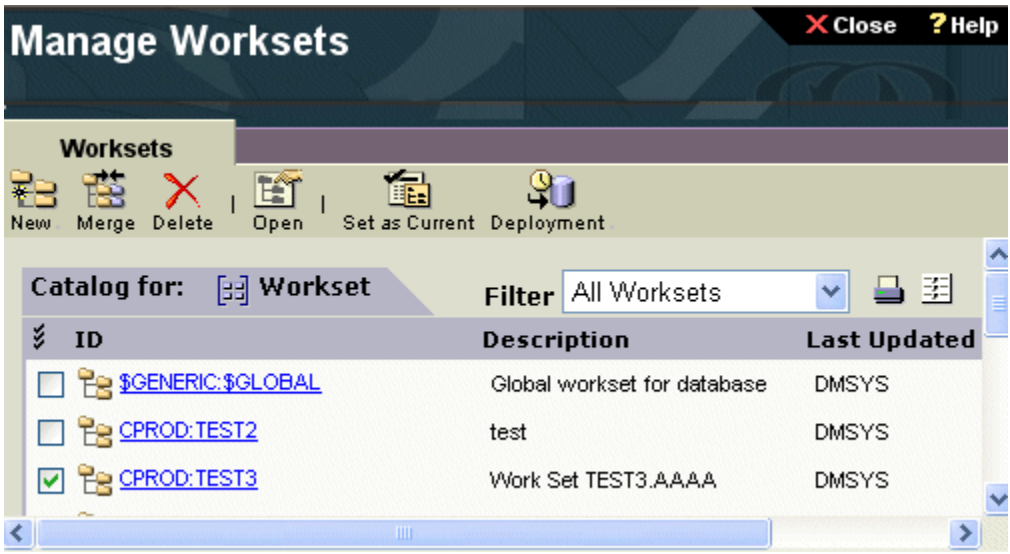 Manage Worksets
Close ? Help
Worksets
New Merge Delete | Open | Set as Current Deployment
Catalog for: Workset Filter All Worksets
ID Description Last Updated
$GENERIC:$GLOBAL Global workset for database DMSYS
CPROD:TEST2 test DMSYS
CPROD:TEST3 Work Set TEST3.AAAA DMSYS